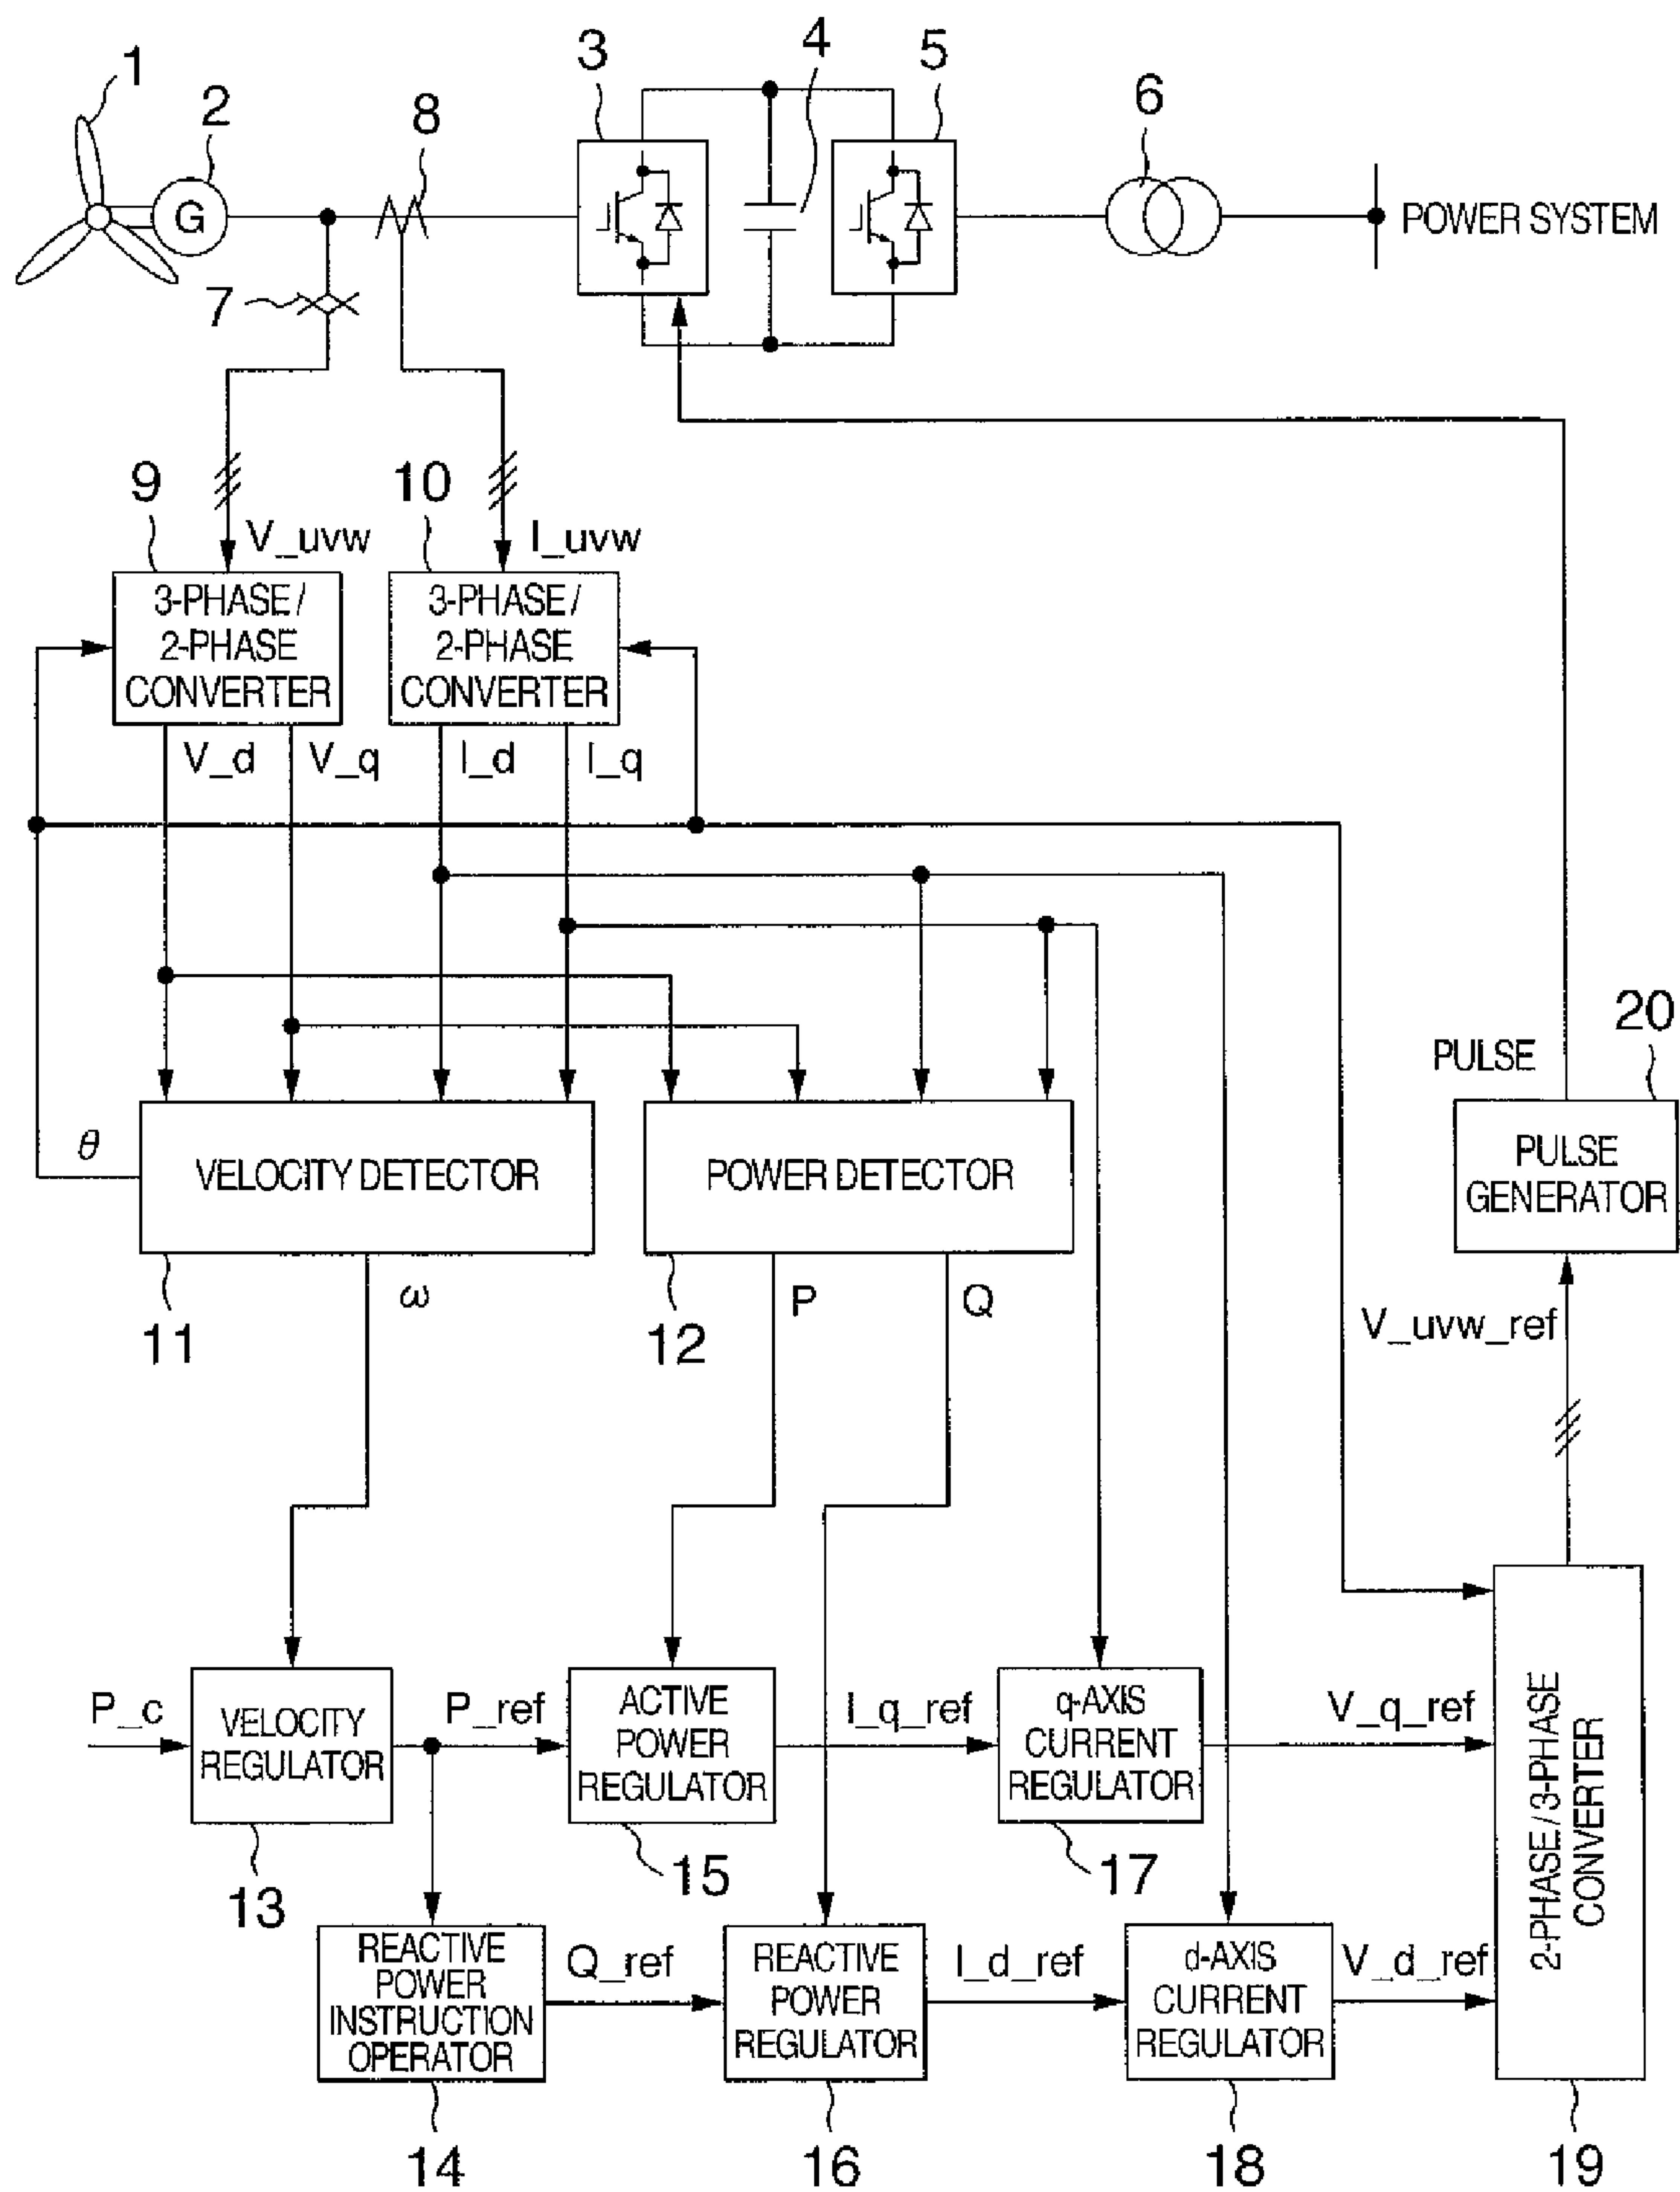 1
2
8
3
4
5
6
G
POWER SYSTEM
7
9
10
V_uvw
I_uvw
3-PHASE/
2-PHASE
CONVERTER
3-PHASE/
2-PHASE
CONVERTER
V_d
V_q
I_d
I_q
20
PULSE
θ
VELOCITY DETECTOR
POWER DETECTOR
PULSE
GENERATOR
ω
P
Q
11
12
V_uvw_ref
P_c
VELOCITY
REGULATOR
P_ref
ACTIVE
POWER
REGULATOR
I_q_ref
q-AXIS
CURRENT
REGULATOR
V_q_ref
2-PHASE/3-PHASE
CONVERTER
13
15
17
REACTIVE
POWER
INSTRUCTION
OPERATOR
Q_ref
REACTIVE
POWER
REGULATOR
I_d_ref
d-AXIS
CURRENT
REGULATOR
V_d_ref
14
16
18
19